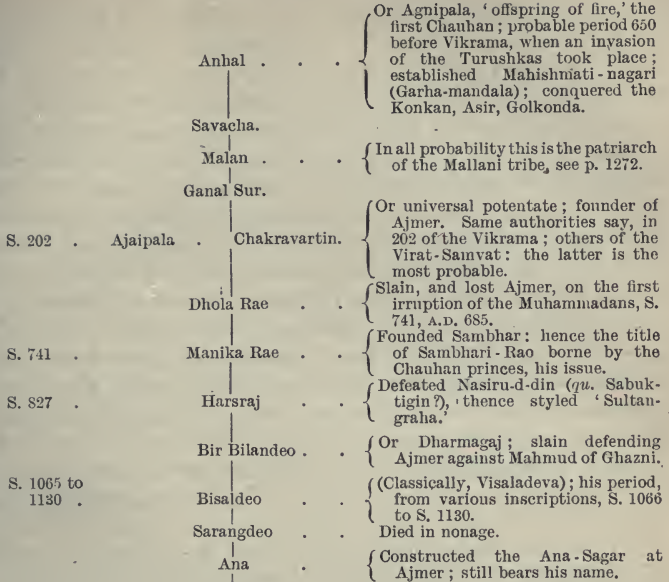 Or Agnipala, ‘ offspring of fire,’ the
first Chauhan ; probable period 650
before Vikrama, when an invasion
of the Turushkas took place ;
Anhal . . .
established Mahishmati-nagari
(Garha-mandala) ; conquered the
Konkan, Asir, Golkonda.
Savacha.
Malan . . . In all probability this is the patriarch
of the Mallani tribe, see p. 1272.
Ganal Sur.
Or universal potentate ; founder of
Ajmer. Same authorities say, in
S. 202 . Ajaipala . Chakravartin. 202 of the Vikrama ; others of the
Virat-Samvat : the latter is the
most probable.
Dhola Rae . . Slain, and lost Ajmer, on the first
irruption of the Muhammadans, S.
741, A.D. 685.
S. 741 . Manika Rae . . Founded Sambhar : hence the title
of Sambhari-Rao borne by the
Chauhan princes, his issue.
S. 827 . Harsraj . . Defeated Nasiru-d-din (qu. Sabuk-
tigin ?), thence styled ‘ Sultan-
graha.’
Bir Bilandeo . . Or Dharmagaj ; slain defending
Ajmer against Mahmud of Ghazni.
S. 1065 to
1130 . Bisaldeo . . (Classically, Visaladeva) ; his period,
from various inscriptions, S. 1066
to S. 1130.
Sarangdeo . . Died in nonage.
Ana . Constructed the Ana-Sagar at
Ajmer ; still bears his name.